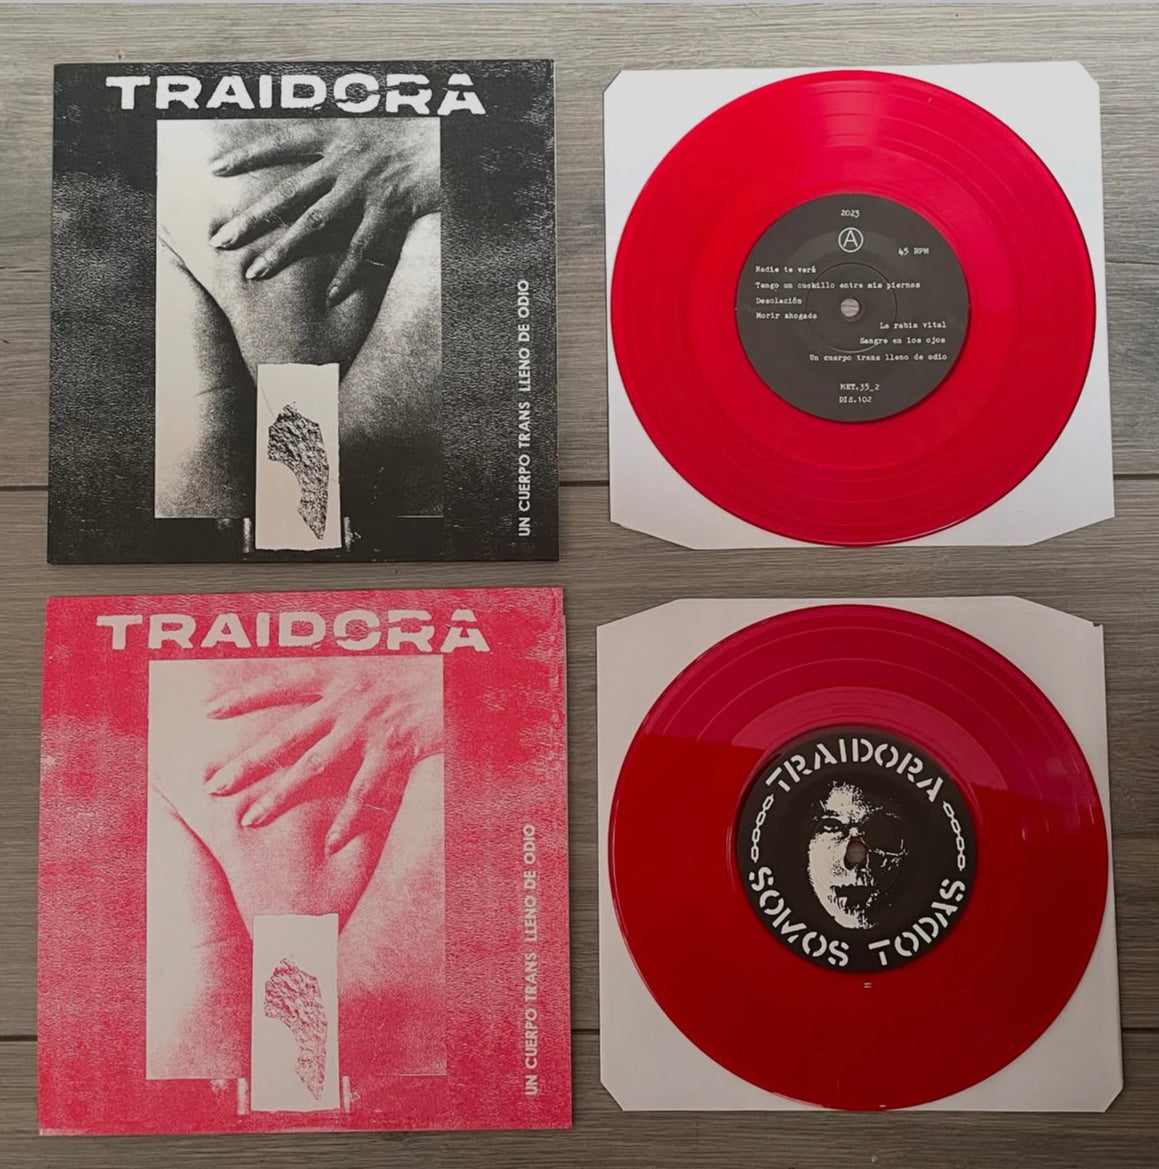 TRAIDORA
UN CUERPO TRANS LLENO DE ODIO
2023
A
45 RPM
Nadie te verá
Tengo un cuchillo entre mis piernas
Desolación
Morir ahogada
La rabia vital
Sangre en los ojos
Un cuerpo trans lleno de odio
MET.35_2
DIS.102
TRAIDORA
UN CUERPO TRANS LLENO DE ODIO
TRAIDORA
SOMOS TODAS